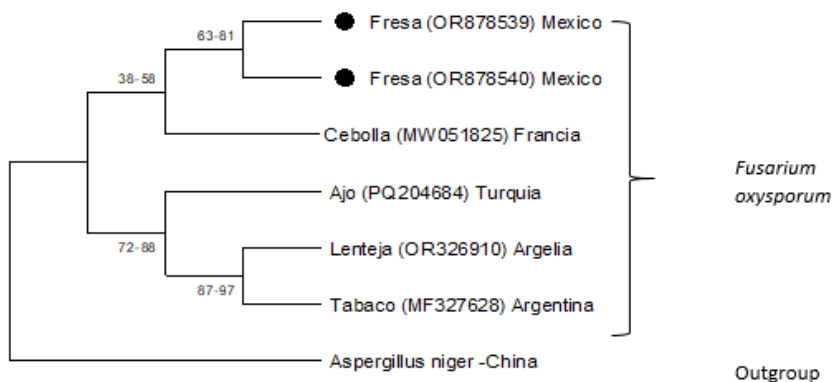 63-81
Fresa (OR878539) Mexico
Fresa (OR878540) Mexico
38-58
Cebolla (MW051825) Francia
Ajo (PQ204684) Turquia
72-88
Lenteja (OR326910) Argelia
87-97
Tabaco (MF327628) Argentina
Fusarium
oxysporum
Aspergillus niger -China
Outgroup